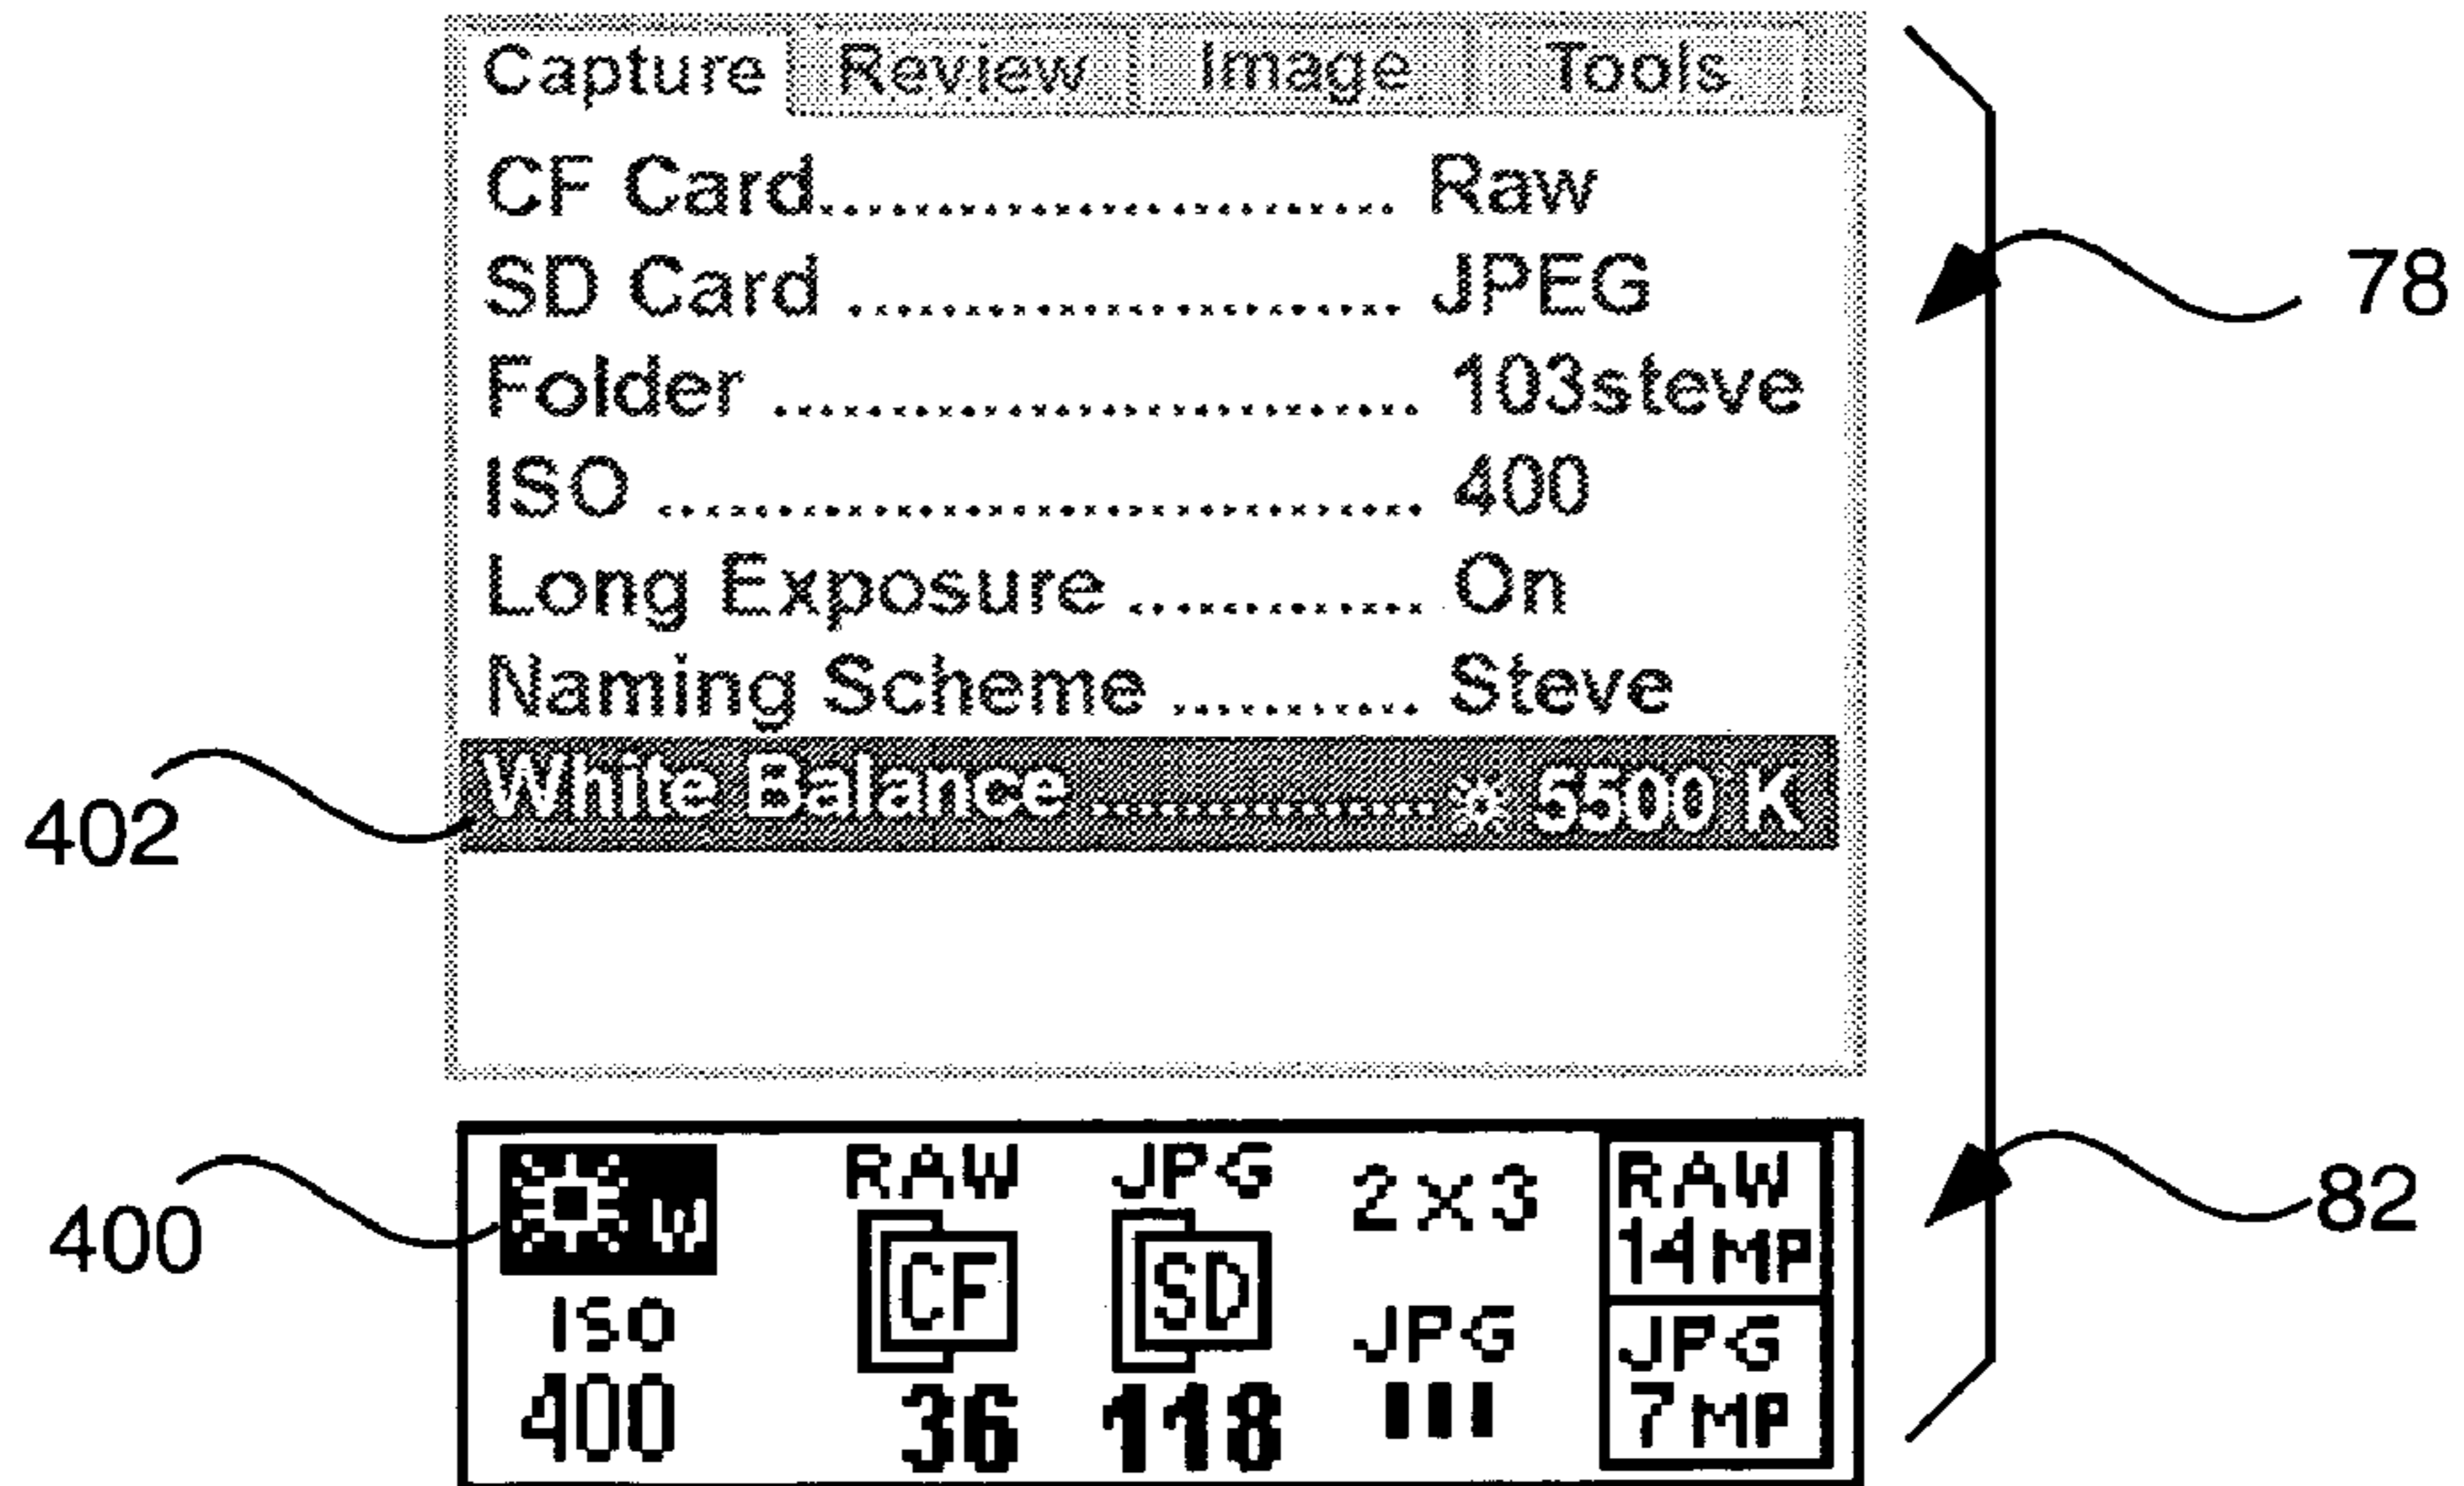 Capture Review Image Tools
CF Card........................ Raw
SD Card ........................ JPEG
Folder ............................ 103steve
ISO ................................. 400
Long Exposure ............. On
Naming Scheme ........... Steve
White Balance ............... 5500 K
78
402
400
82
RAW JPG 2x3 RAW
14MP
CF SD
ISO JPG JPG
400 36 118 7MP